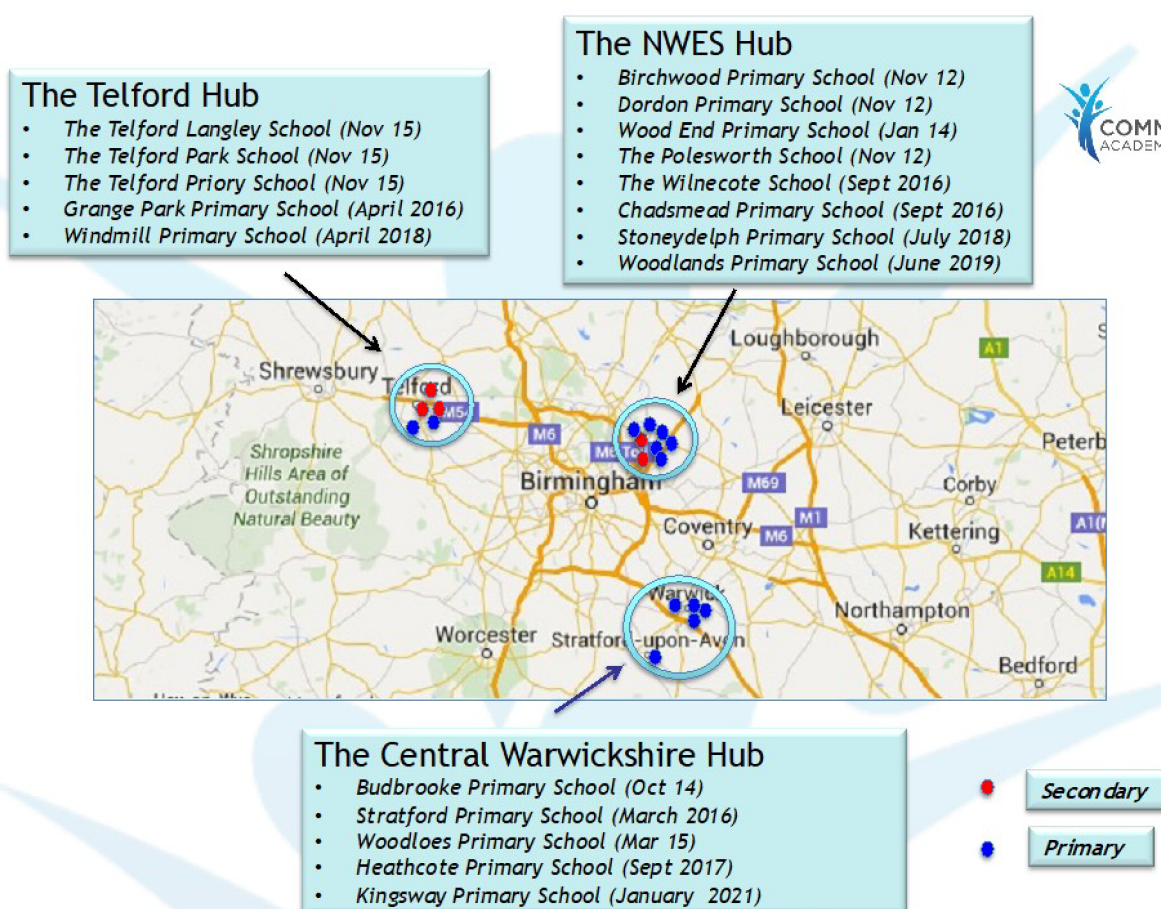 The NWES Hub
• Birchwood Primary School (Nov 12)
• Dordon Primary School (Nov 12)
• Wood End Primary School (Jan 14)
• The Polesworth School (Nov 12)
• The Wilnecote School (Sept 2016)
• Chadsmead Primary School (Sept 2016)
• Stoneydelph Primary School (July 2018)
• Woodlands Primary School (June 2019)
The Telford Hub
• The Telford Langley School (Nov 15)
• The Telford Park School (Nov 15)
• The Telford Priory School (Nov 15)
• Grange Park Primary School (April 2016)
• Windmill Primary School (April 2018)
COMM
ACADEM
Loughborough
A1
Shrewsbury
Telford
M54
Leicester
M6
Peterb
Shropshire
Hills Area of
Outstanding
Natural Beauty
M6 To
Birmingham
M69
Corby
Coventry
M6
M1
Kettering
A1(
A14
Warwick
Northampton
Worcester
Stratford-upon-Avon
Bedford
The Central Warwickshire Hub
• Budbrooke Primary School (Oct 14)
• Stratford Primary School (March 2016)
• Woodloes Primary School (Mar 15)
• Heathcote Primary School (Sept 2017)
• Kingsway Primary School (January 2021)
Secondary
Primary